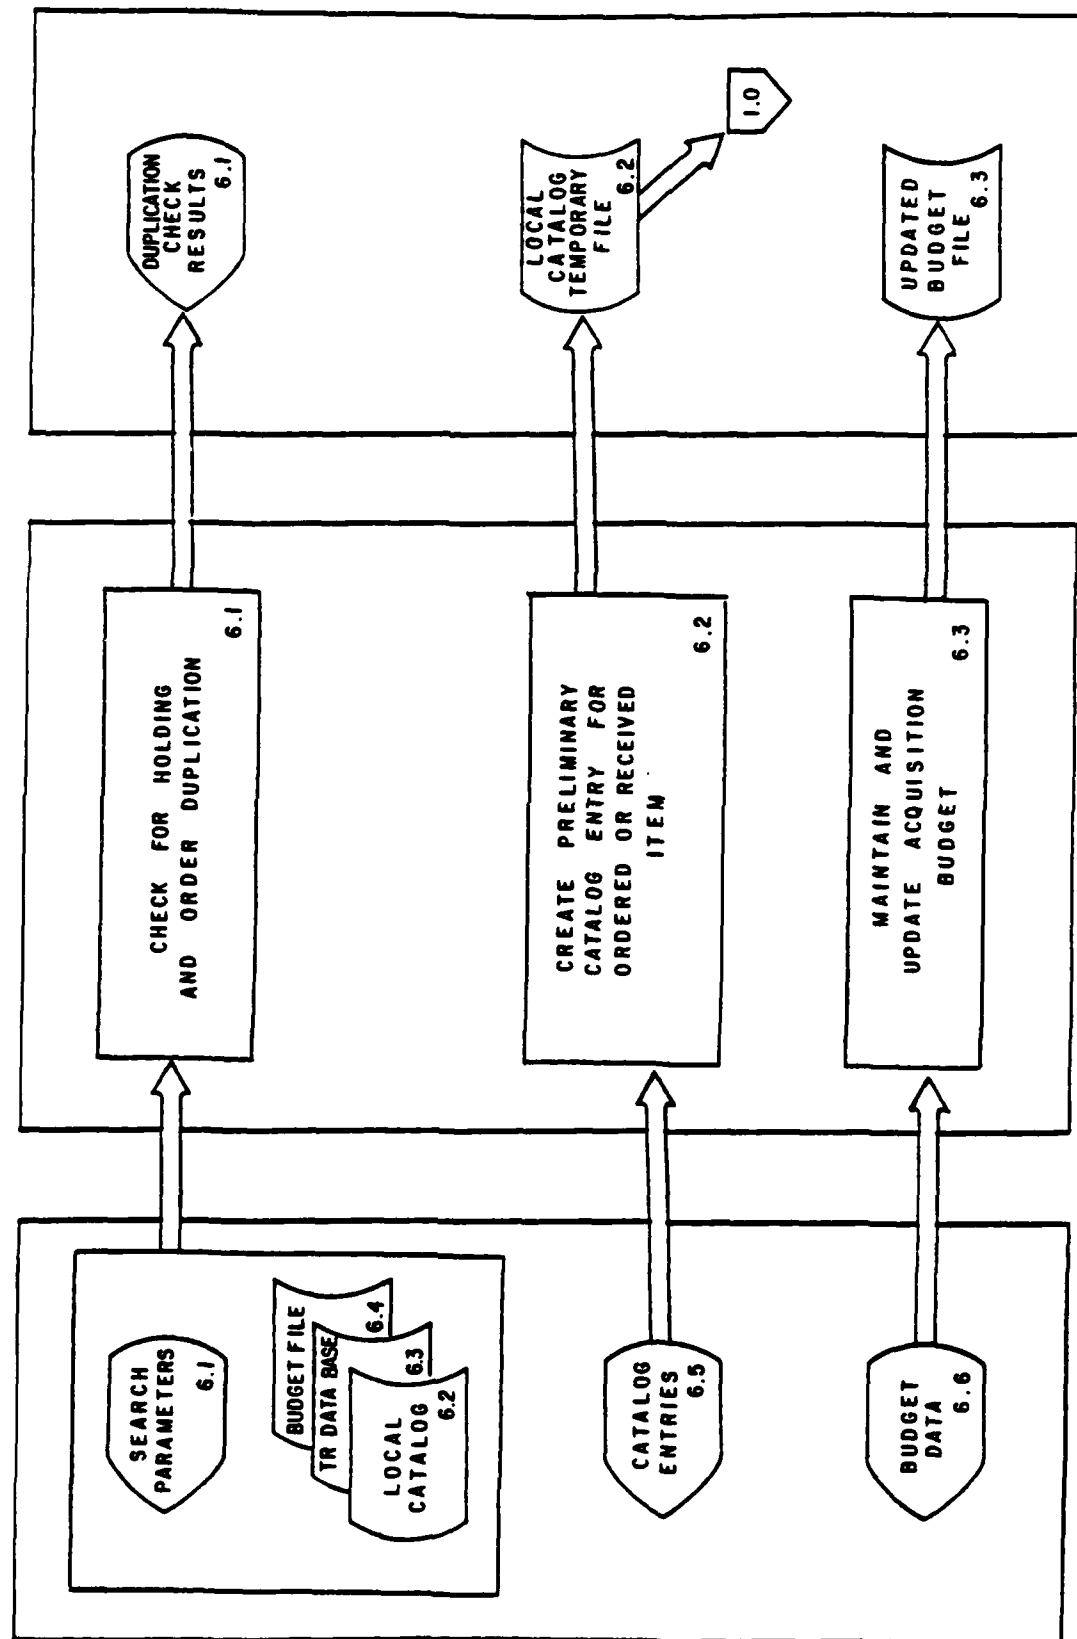 SEARCH
PARAMETERS
6.1
BUDGET FILE
6.4
TR DATA BASE
6.3
LOCAL
CATALOG
6.2
CATALOG
ENTRIES
6.5
BUDGET
DATA
6.6
CHECK FOR HOLDING
AND ORDER DUPLICATION
6.1
CREATE PRELIMINARY
CATALOG ENTRY FOR
ORDERED OR RECEIVED
ITEM
6.2
MAINTAIN AND
UPDATE ACQUISITION
BUDGET
6.3
DUPLICATION
CHECK
RESULTS
6.1
LOCAL
CATALOG
TEMPORARY
FILE
6.2
1.0
UPDATED
BUDGET
FILE
6.3